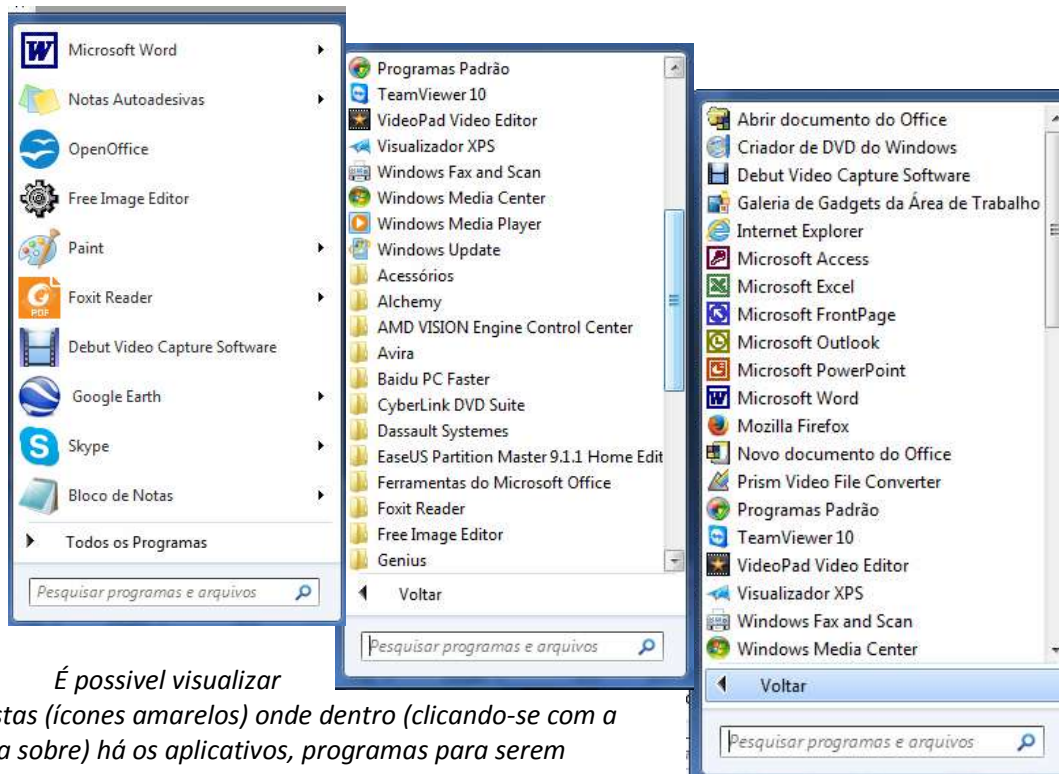 Microsoft Word
Notas Autoadesivas
OpenOffice
Free Image Editor
Paint
Foxit Reader
PDF
Debut Video Capture Software
Google Earth
Skype
Bloco de Notas
Todos os Programas
Pesquisar programas e arquivos
Programas Padrão
TeamViewer 10
VideoPad Video Editor
Visualizador XPS
Windows Fax and Scan
Windows Media Center
Windows Media Player
Windows Update
Acessórios
Alchemy
AMD VISION Engine Control Center
Avira
Baidu PC Faster
CyberLink DVD Suite
Dassault Systemes
EaseUS Partition Master 9.1.1 Home Edit
Ferramentas do Microsoft Office
Foxit Reader
Free Image Editor
Genius
Voltar
Pesquisar programas e arquivos
Abrir documento do Office
Criador de DVD do Windows
Debut Video Capture Software
Galeria de Gadgets da Área de Trabalho
Internet Explorer
Microsoft Access
Microsoft Excel
Microsoft FrontPage
Microsoft Outlook
Microsoft PowerPoint
Microsoft Word
Mozilla Firefox
Novo documento do Office
Prism Video File Converter
Programas Padrão
TeamViewer 10
VideoPad Video Editor
Visualizador XPS
Windows Fax and Scan
Windows Media Center
Voltar
Pesquisar programas e arquivos
É possivel visualizar
stas (ícones amarelos) onde dentro (clicando-se com a
a sobre) há os aplicativos, programas para serem